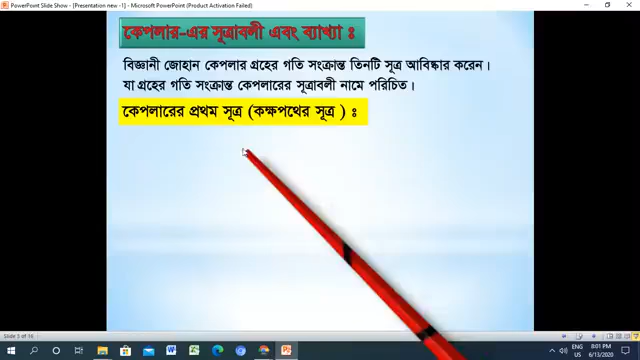 PowerPoint Slide Show - [Presentation new -1] - Microsoft PowerPoint (Product Activation Failed)
কেপলার-এর সূত্রাবলী এবং ব্যাখ্যা ঃ
বিজ্ঞানী জোহান কেপলার গ্রহের গতি সংক্রান্ত তিনটি সূত্র আবিষ্কার করেন।
যা গ্রহের গতি সংক্রান্ত কেপলারের সূত্রাবলী নামে পরিচিত।
কেপলারের প্রথম সূত্র (কক্ষপথের সূত্র ) ঃ
Slide 5 of 16
ENG
US
8:01 PM
6/13/2020